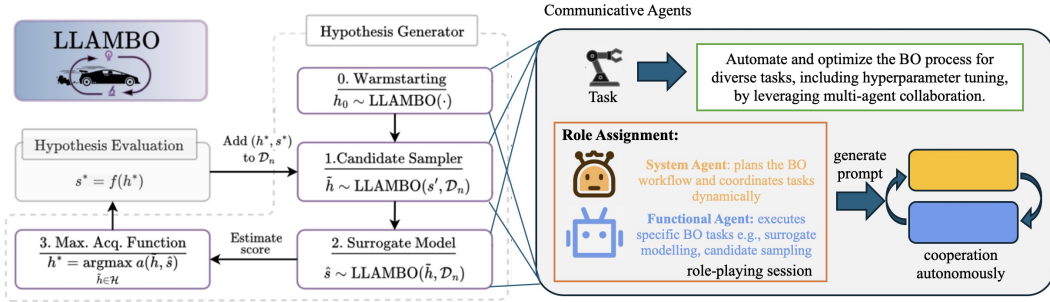 LLAMBO
Hypothesis Generator
0. Warmstarting
h₀ ∼ LLAMBO(·)
Hypothesis Evaluation
s* = f(h*)
Add (h*, s*)
to 𝒟ₙ
1.Candidate Sampler
h̃ ∼ LLAMBO(s′, 𝒟ₙ)
2. Surrogate Model
ŝ ∼ LLAMBO(h̃, 𝒟ₙ)
Estimate
score
3. Max. Acq. Function
h* = argmax a(h̃, ŝ)
h̃∈ℋ
Communicative Agents
Task
Automate and optimize the BO process for
diverse tasks, including hyperparameter tuning,
by leveraging multi-agent collaboration.
Role Assignment:
System Agent: plans the BO
workflow and coordinates tasks
dynamically
Functional Agent: executes
specific BO tasks e.g., surrogate
modelling, candidate sampling
role-playing session
generate
prompt
cooperation
autonomously